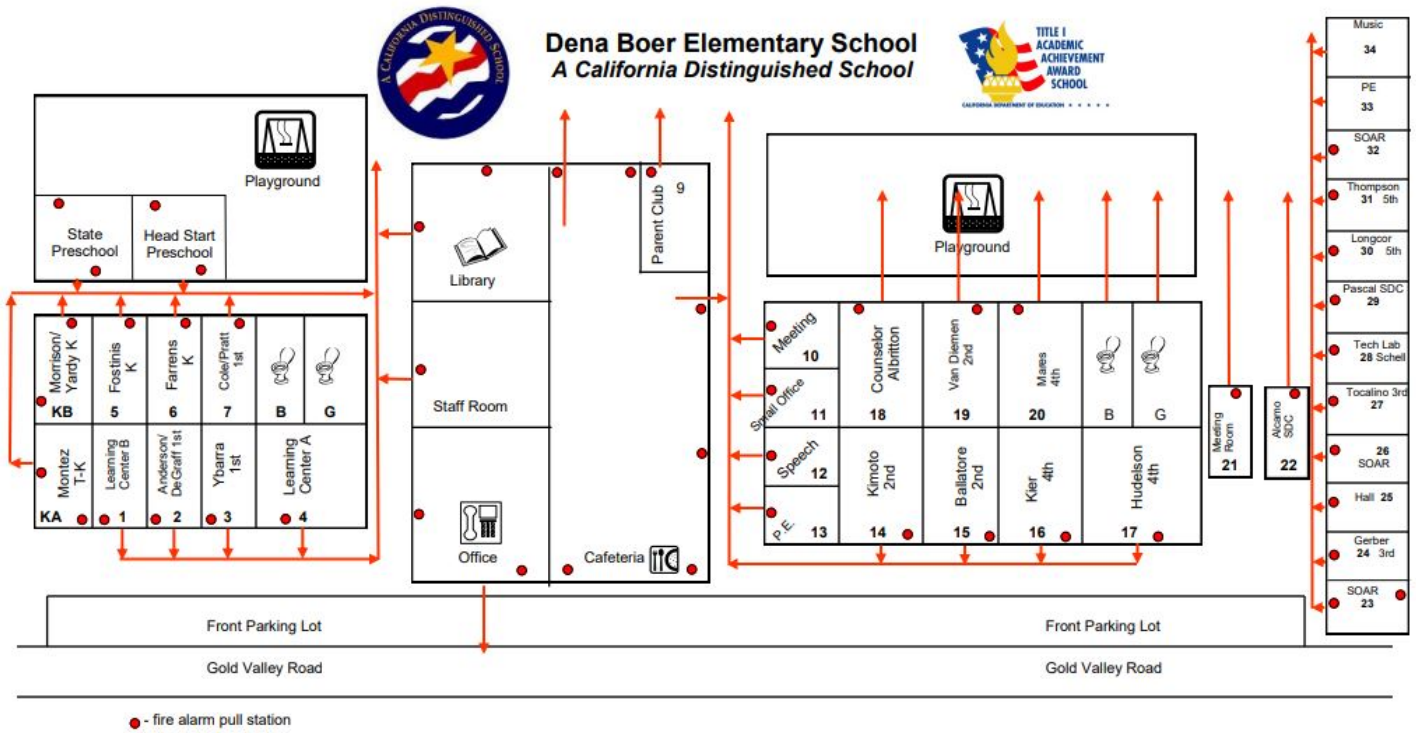 A CALIFORNIA DISTINGUISHED SCHOOL
Dena Boer Elementary School
A California Distinguished School
TITLE I
ACADEMIC
ACHIEVEMENT
AWARD
SCHOOL
CALIFORNIA DEPARTMENT OF EDUCATION
Playground
State
Preschool
Head Start
Preschool
Morrison/
Yardy K
KB
Fostinis
K
5
Farrens
K
6
Cole/Pratt
1st
7
B
G
Montez
T-K
KA
Learning
Center B
1
Anderson/
DeGraff 1st
2
Ybarra
1st
3
Learning
Center A
4
Library
Staff Room
Office
Cafeteria
Parent Club
9
Playground
Meeting
10
Small Office
11
Speech
12
P.E.
13
Counselor
Albritton
18
Van Diemen
2nd
19
Mares
4th
20
B
G
Kimoto
2nd
14
Ballatore
2nd
15
Kier
4th
16
Hudelson
4th
17
Meeting
Room
21
Alcamo
SDC
22
Music
34
PE
33
SOAR
32
Thompson
31 5th
Longcor
30 5th
Pascal SDC
29
Tech Lab
28 Schell
Tocalino 3rd
27
26
SOAR
Hall 25
Gerber
24 3rd
SOAR
23
Front Parking Lot
Front Parking Lot
Gold Valley Road
Gold Valley Road
- fire alarm pull station